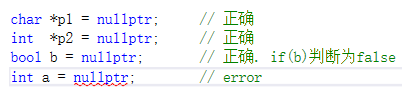 char *p1 = nullptr;      // 正确
int  *p2 = nullptr;      // 正确
bool b = nullptr;        // 正确. if(b)判断为false
int a = nullptr;         // error